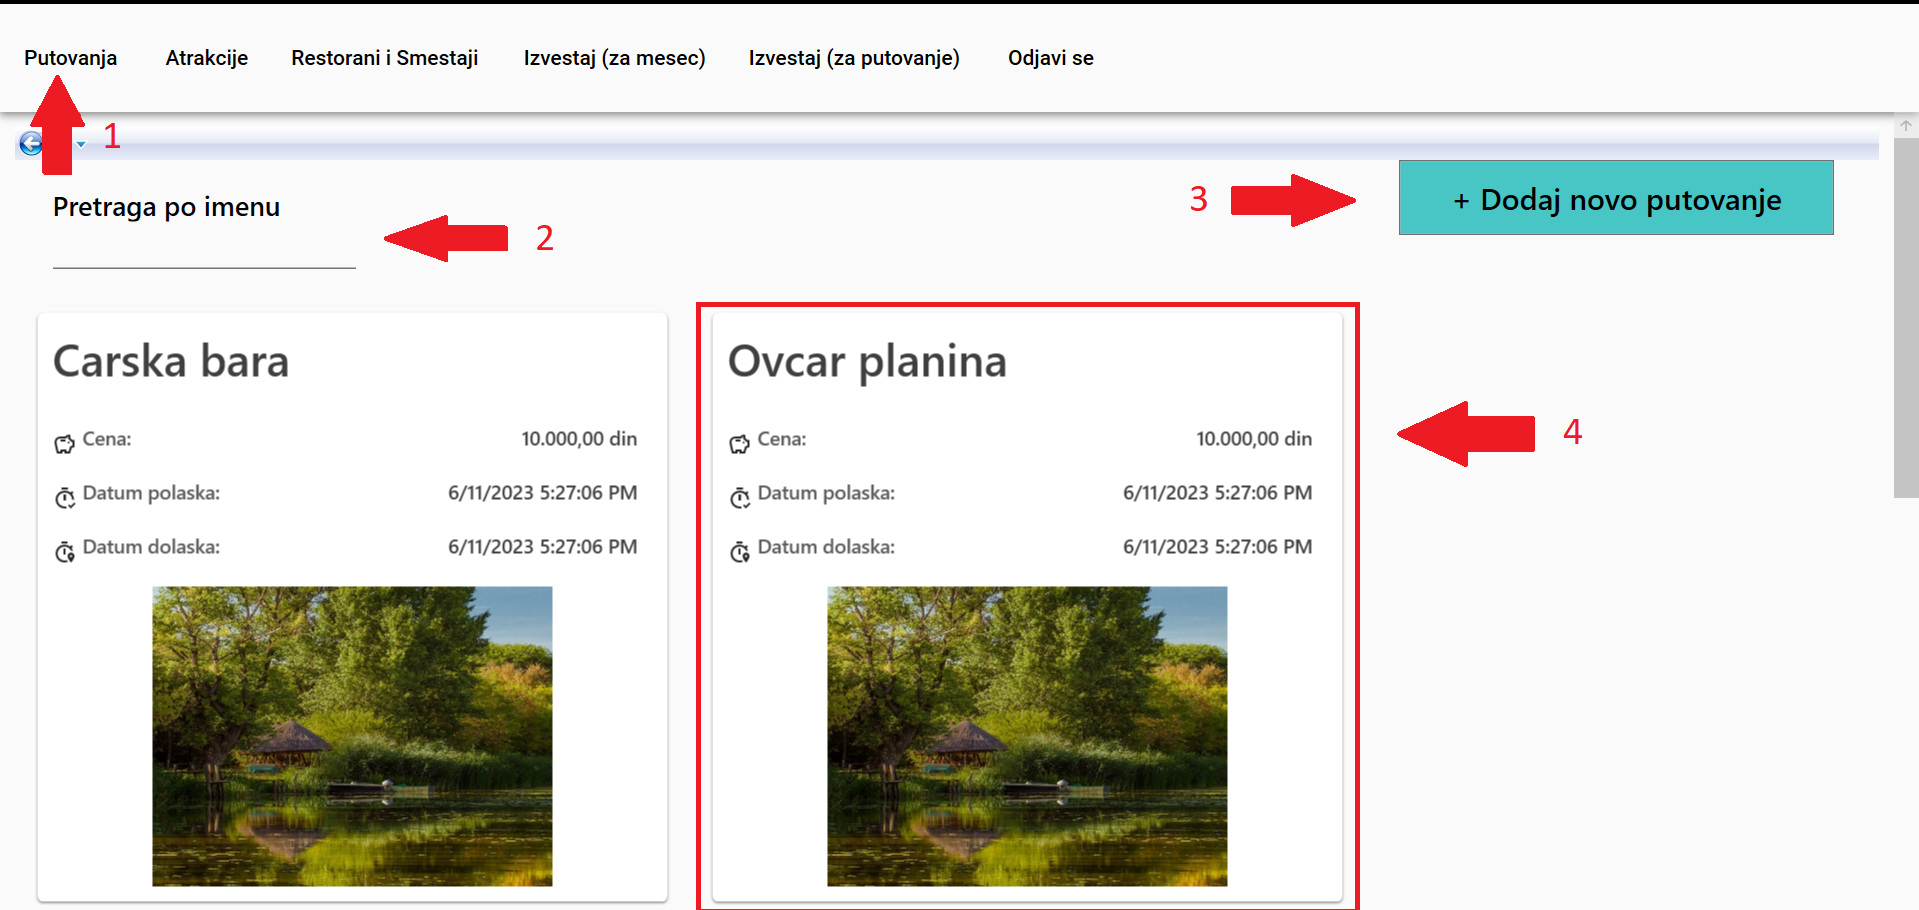 Putovanja Atrakcije Restorani i Smestaji Izvestaj (za mesec) Izvestaj (za putovanje) Odjavi se
1
Pretraga po imenu
2
3
+ Dodaj novo putovanje
Carska bara
Cena: 10.000,00 din
Datum polaska: 6/11/2023 5:27:06 PM
Datum dolaska: 6/11/2023 5:27:06 PM
Ovcar planina
Cena: 10.000,00 din
Datum polaska: 6/11/2023 5:27:06 PM
Datum dolaska: 6/11/2023 5:27:06 PM
4